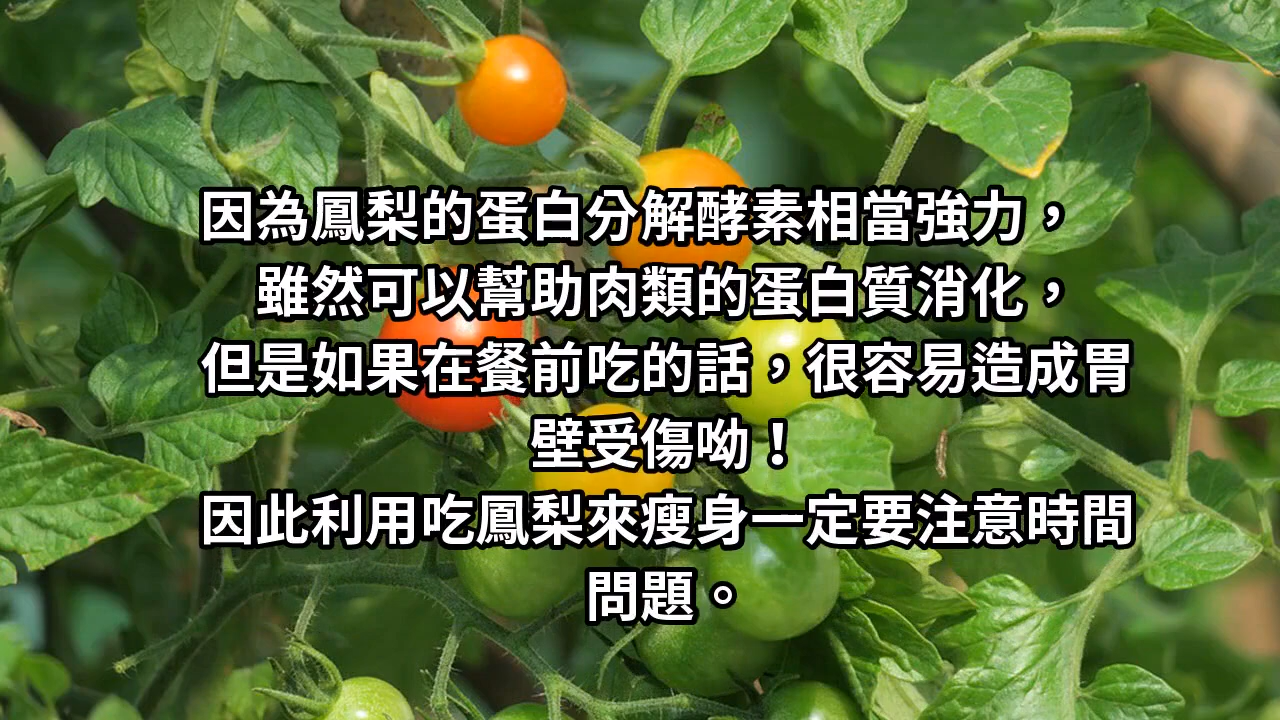 因為鳳梨的蛋白分解酵素相當強力，
雖然可以幫助肉類的蛋白質消化，
但是如果在餐前吃的話，很容易造成胃
壁受傷呦！
因此利用吃鳳梨來瘦身一定要注意時間
問題。